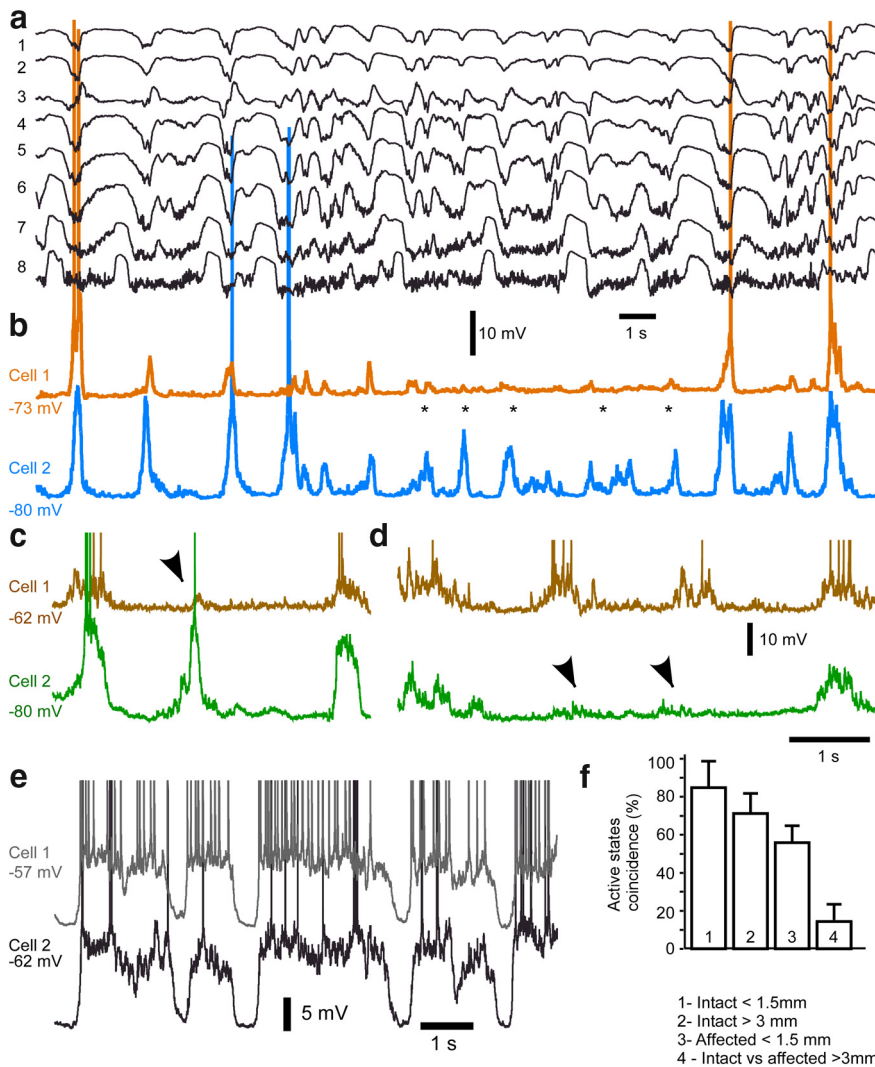 a
1
2
3
4
5
6
7
8
10 mV
1 s
b
Cell 1
-73 mV
* * * * *
Cell 2
-80 mV
c
d
Cell 1
-62 mV
10 mV
Cell 2
-80 mV
1 s
e
f
Cell 1
-57 mV
Cell 2
-62 mV
5 mV
1 s
Active states
coincidence (%)
100
80
60
40
20
0
1 2 3 4
1- Intact < 1.5mm
2- Intact > 3 mm
3- Affected < 1.5 mm
4 - Intact vs affected >3mm